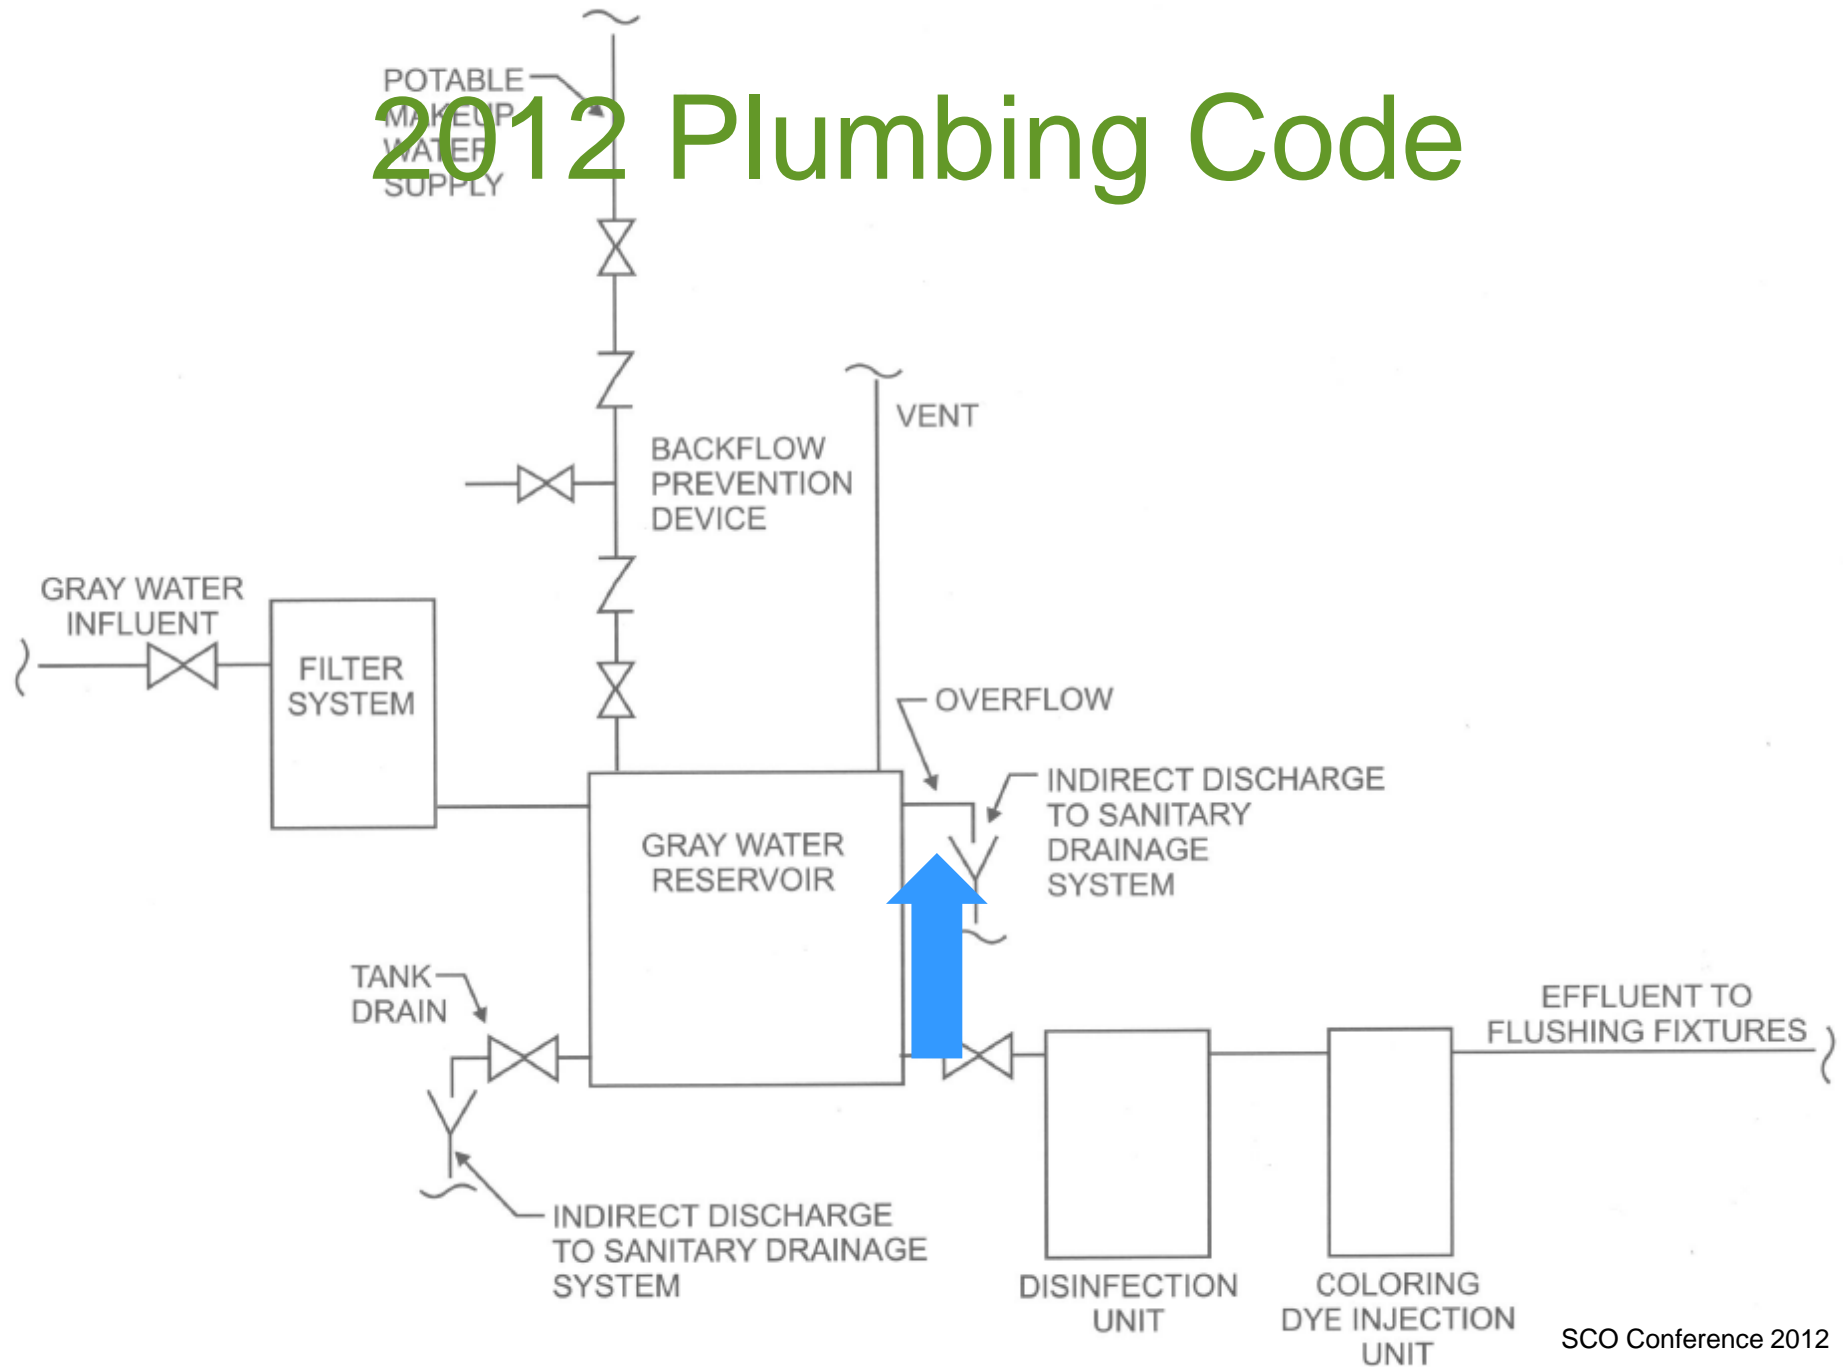 2012 Plumbing Code
POTABLE
MAKEUP
WATER
SUPPLY
VENT
BACKFLOW
PREVENTION
DEVICE
GRAY WATER
INFLUENT
FILTER
SYSTEM
OVERFLOW
INDIRECT DISCHARGE
TO SANITARY
DRAINAGE
SYSTEM
GRAY WATER
RESERVOIR
TANK
DRAIN
EFFLUENT TO
FLUSHING FIXTURES
INDIRECT DISCHARGE
TO SANITARY DRAINAGE
SYSTEM
DISINFECTION
UNIT
COLORING
DYE INJECTION
UNIT
SCO Conference 2012